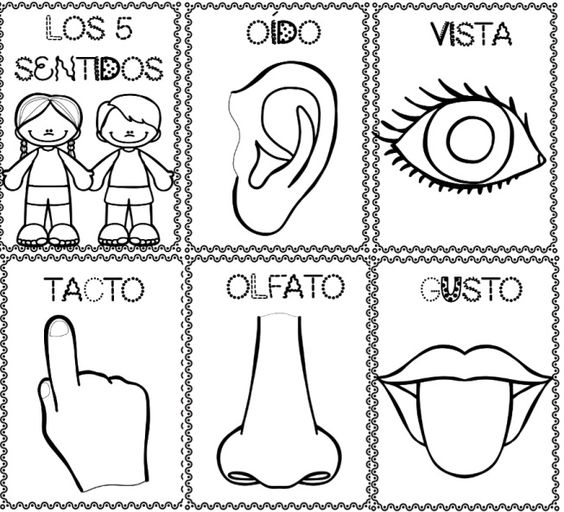 LOS 5
SENTIDOS
OÍDO
VISTA
TACTO
OLFATO
GUSTO